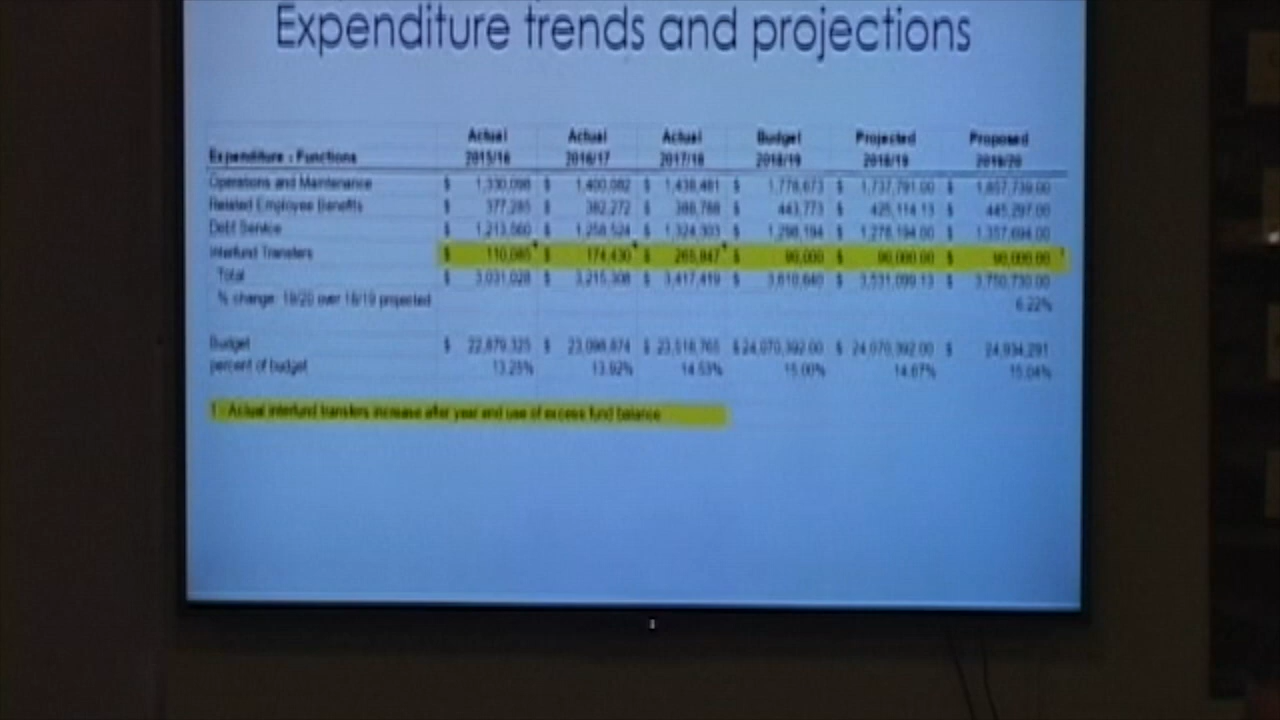 Expenditure trends and projections
Actual Actual Actual Budget Projected Proposed
Expenditure - Functions 2015/16 2016/17 2017/18 2018/19 2018/19 2019/20
Operations and Maintenance $ 1,330,098 $ 1,400,082 $ 1,438,481 $ 1,778,673 $ 1,737,791.00 $ 1,857,739.00
Related Employee Benefits $ 377,285 $ 382,272 $ 388,788 $ 443,773 $ 425,114.13 $ 445,297.00
Debt Service $ 1,213,560 $ 1,258,524 $ 1,324,303 $ 1,298,194 $ 1,278,194.00 $ 1,357,694.00
Interfund Transfers $ 110,085 $ 174,430 $ 265,847 $ 90,000 $ 90,000.00 $ 90,000.00
Total $ 3,031,028 $ 3,215,308 $ 3,417,419 $ 3,610,640 $ 3,531,099.13 $ 3,750,730.00
% change 19/20 over 18/19 projected 6.22%
Budget $ 22,879,325 $ 23,098,874 $ 23,518,765 $ 24,070,392.00 $ 24,070,392.00 $ 24,934,291
percent of budget 13.25% 13.92% 14.53% 15.00% 14.67% 15.04%
1 - Actual interfund transfers increase after year end use of excess fund balance